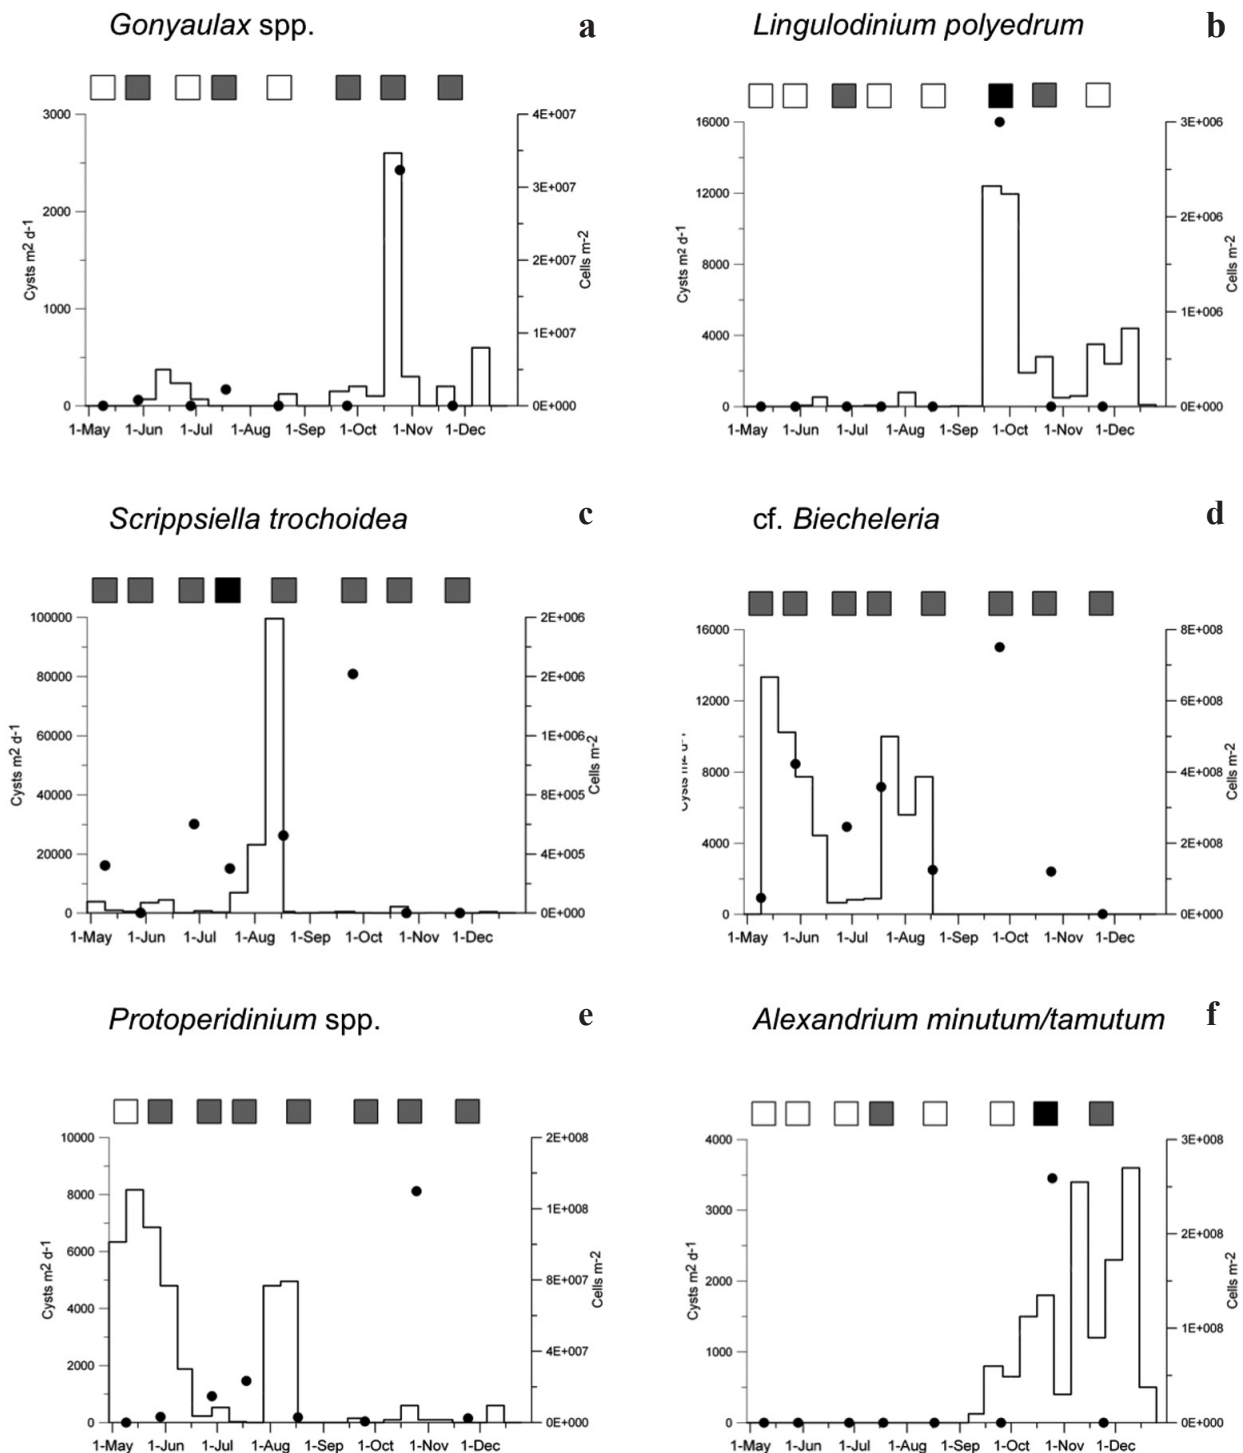 Gonyaulax spp.
a
3000
2000
1000
0
Cysts m2 d-1
4E+007
3E+007
2E+007
1E+007
0E+000
Cells m-2
1-May 1-Jun 1-Jul 1-Aug 1-Sep 1-Oct 1-Nov 1-Dec
Lingulodinium polyedrum
b
16000
12000
8000
4000
0
Cysts m2 d-1
3E+006
2E+006
1E+006
0E+000
Cells m-2
1-May 1-Jun 1-Jul 1-Aug 1-Sep 1-Oct 1-Nov 1-Dec
Scrippsiella trochoidea
c
100000
80000
60000
40000
20000
0
Cysts m2 d-1
2E+006
2E+006
1E+006
8E+005
4E+005
0E+000
Cells m-2
1-May 1-Jun 1-Jul 1-Aug 1-Sep 1-Oct 1-Nov 1-Dec
cf. Biecheleria
d
16000
12000
8000
4000
0
8E+008
6E+008
4E+008
2E+008
0E+000
Cells m-2
1-May 1-Jun 1-Jul 1-Aug 1-Sep 1-Oct 1-Nov 1-Dec
Protoperidinium spp.
e
10000
8000
6000
4000
2000
0
Cysts m2 d-1
2E+008
1E+008
8E+007
4E+007
0E+000
Cells m-2
1-May 1-Jun 1-Jul 1-Aug 1-Sep 1-Oct 1-Nov 1-Dec
Alexandrium minutum/tamutum
f
4000
3000
2000
1000
0
Cysts m2 d-1
3E+008
2E+008
1E+008
0E+000
Cells m-2
1-May 1-Jun 1-Jul 1-Aug 1-Sep 1-Oct 1-Nov 1-Dec